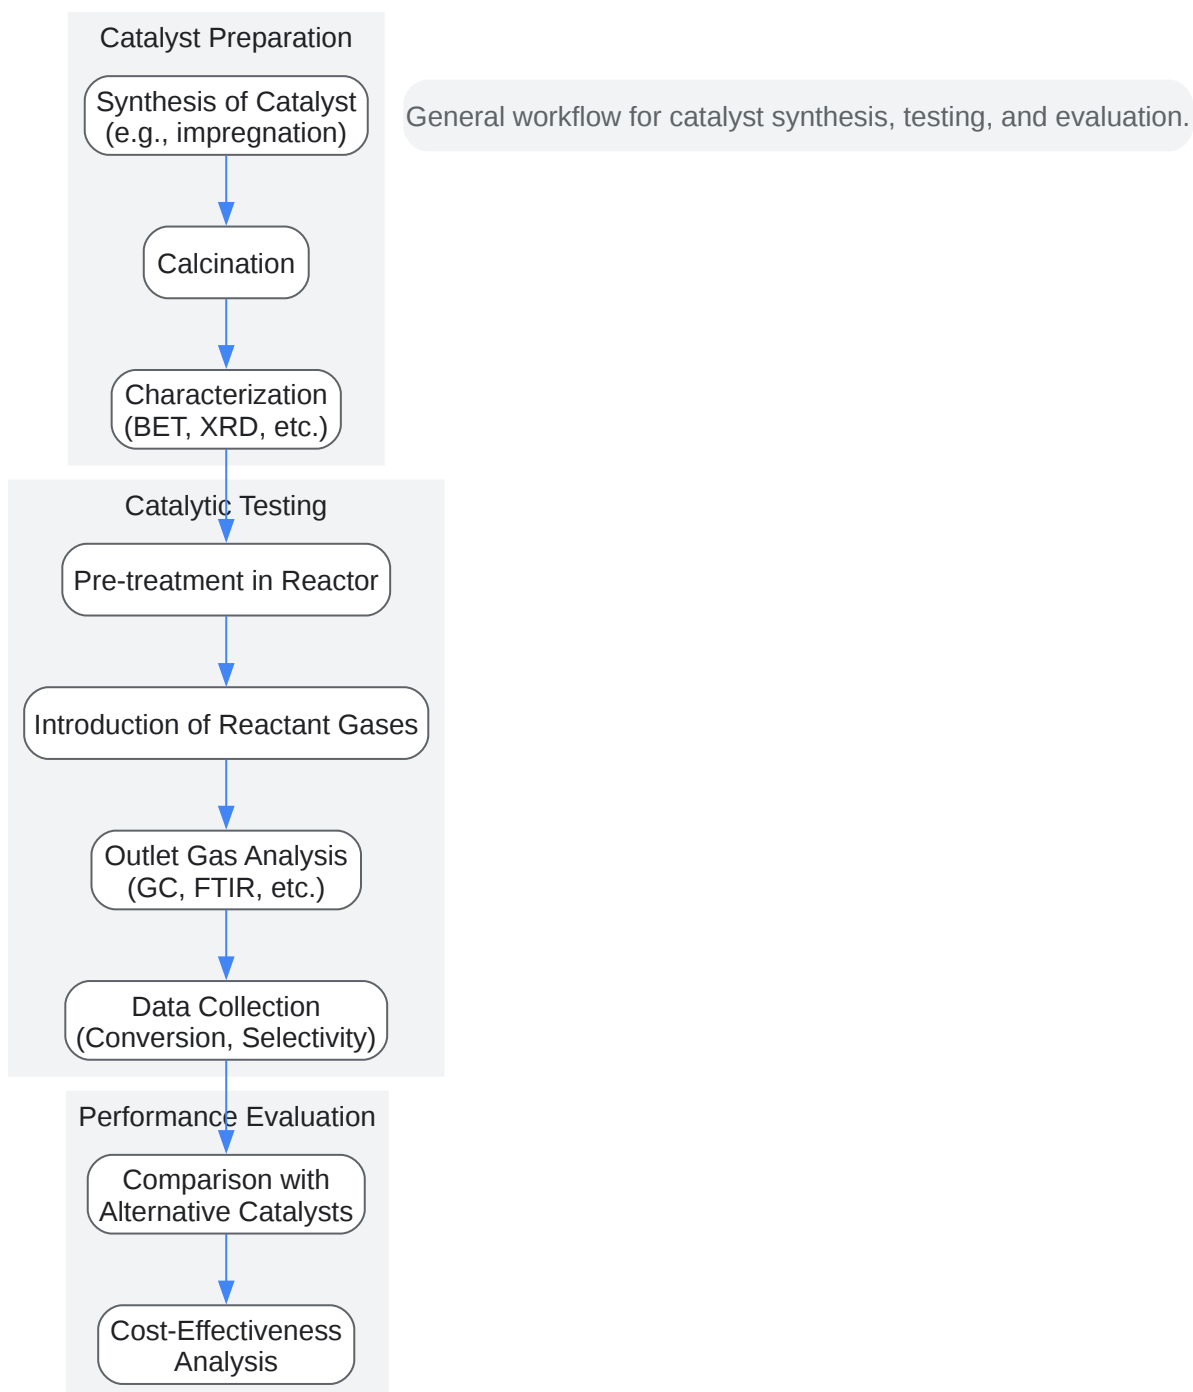 Catalyst Preparation
Synthesis of Catalyst
(e.g., impregnation)
General workflow for catalyst synthesis, testing, and evaluation.
Calcination
Characterization
(BET, XRD, etc.)
Catalytic Testing
Pre-treatment in Reactor
Introduction of Reactant Gases
Outlet Gas Analysis
(GC, FTIR, etc.)
Data Collection
(Conversion, Selectivity)
Performance Evaluation
Comparison with
Alternative Catalysts
Cost-Effectiveness
Analysis